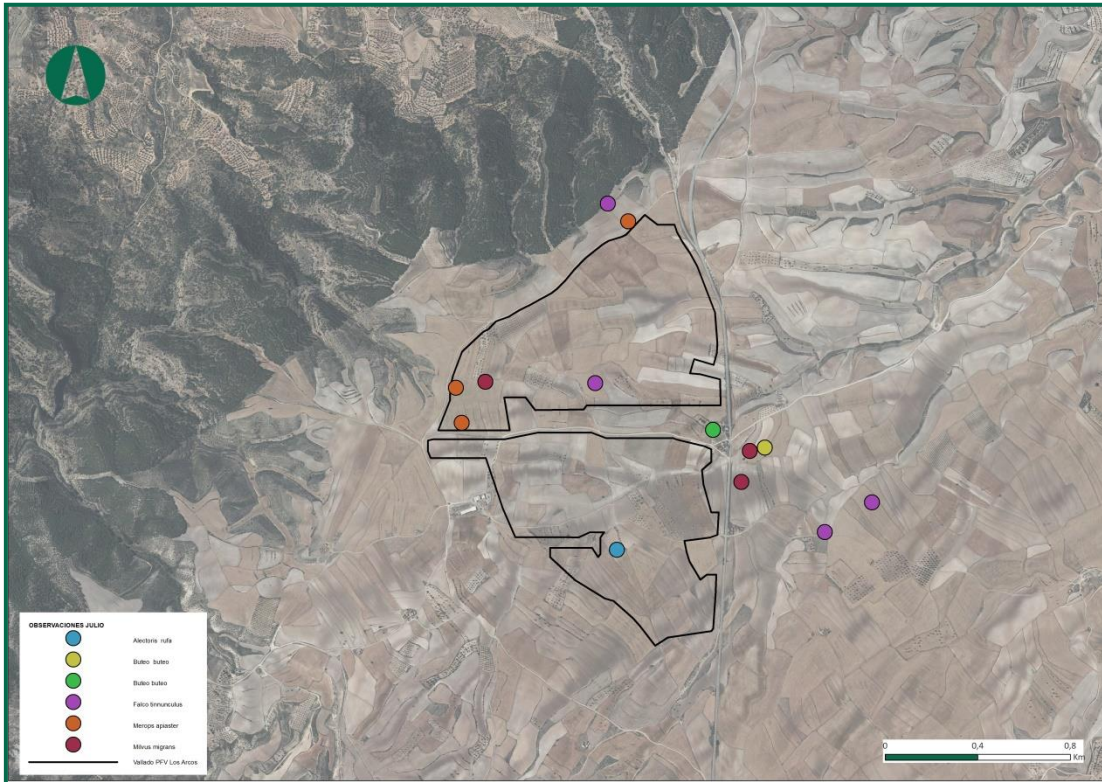 OBSERVACIONES JULIO
Alectoris rufa
Buteo buteo
Buteo buteo
Falco tinnunculus
Merops apiaster
Milvus migrans
Vallado PFV Los Arcos
0 0,4 0,8
Km